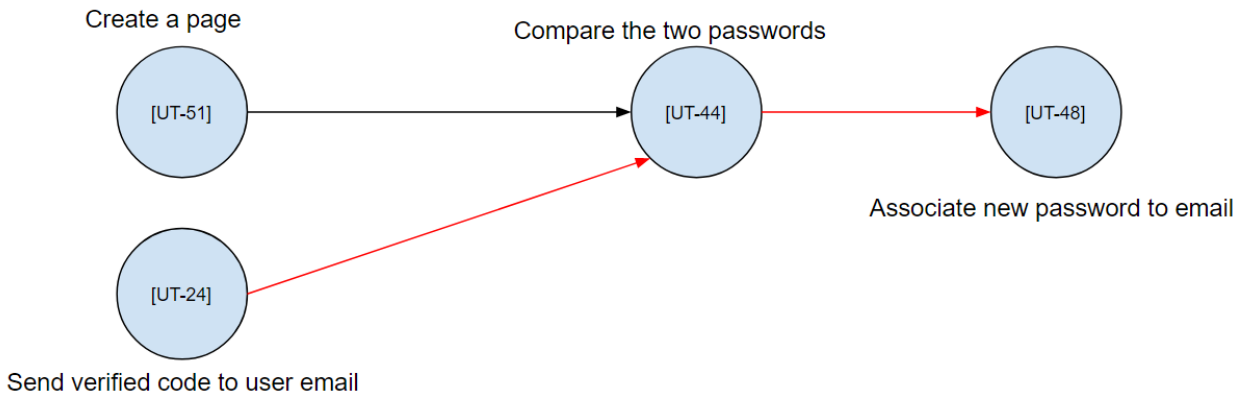 Create a page
Compare the two passwords
[UT-51]
[UT-44]
[UT-48]
Associate new password to email
[UT-24]
Send verified code to user email